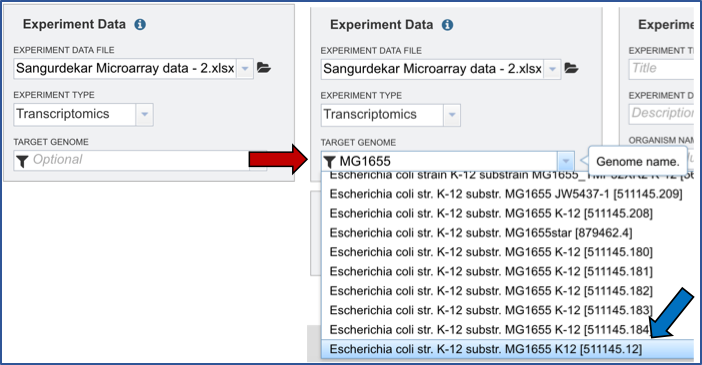 Experiment Data
EXPERIMENT DATA FILE
Sangurdekar Microarray data - 2.xlsx
EXPERIMENT TYPE
Transcriptomics
TARGET GENOME
Optional
Experiment Data
EXPERIMENT DATA FILE
Sangurdekar Microarray data - 2.xlsx
EXPERIMENT TYPE
Transcriptomics
TARGET GENOME
MG1655
Genome name.
Escherichia coli strain K-12 substrain
Escherichia coli str. K-12 substr. MG1655 JW5437-1 [511145.209]
Escherichia coli str. K-12 substr. MG1655 K-12 [511145.208]
Escherichia coli str. K-12 substr. MG1655star [879462.4]
Escherichia coli str. K-12 substr. MG1655 K-12 [511145.180]
Escherichia coli str. K-12 substr. MG1655 K-12 [511145.181]
Escherichia coli str. K-12 substr. MG1655 K-12 [511145.182]
Escherichia coli str. K-12 substr. MG1655 K-12 [511145.183]
Escherichia coli str. K-12 substr. MG1655 K-12 [511145.184]
Escherichia coli str. K-12 substr. MG1655 K12 [511145.12]
EXPERIMENT TI
Title
EXPERIMENT D
Description
ORGANISM NAM